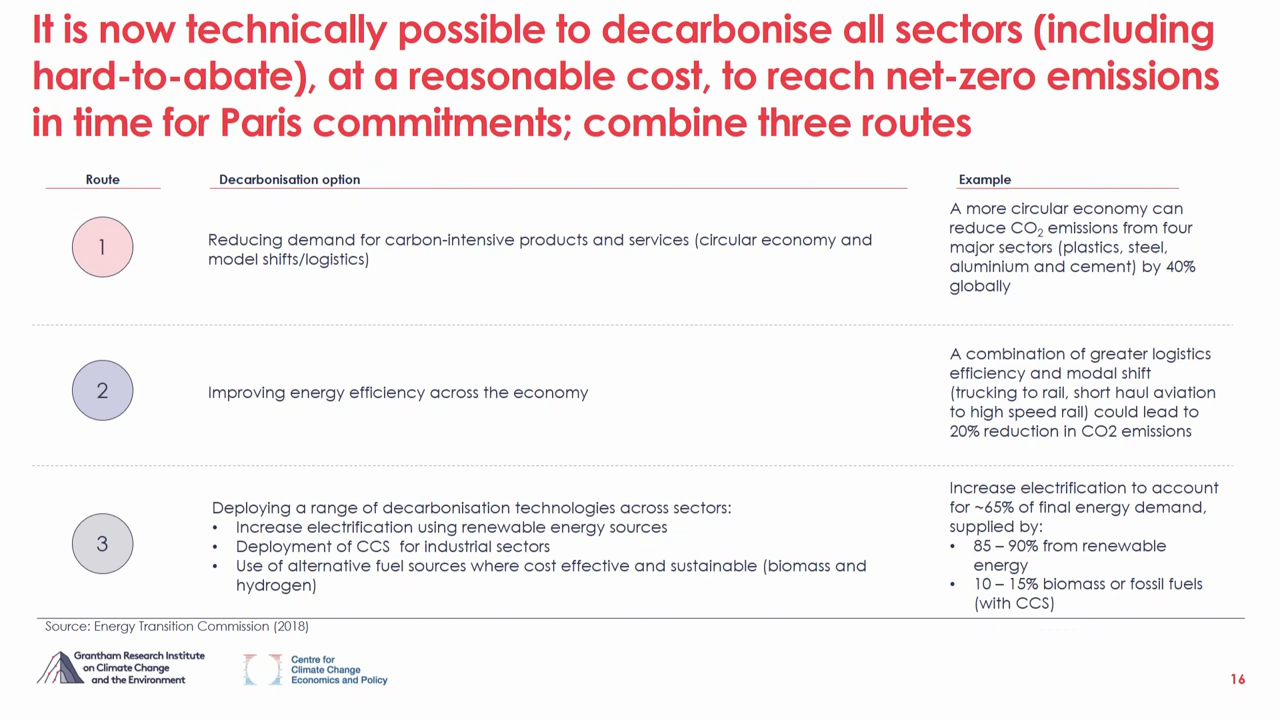 It is now technically possible to decarbonise all sectors (including
hard-to-abate), at a reasonable cost, to reach net-zero emissions
in time for Paris commitments; combine three routes
Route
Decarbonisation option
Example
1
Reducing demand for carbon-intensive products and services (circular economy and
model shifts/logistics)
A more circular economy can
reduce CO₂ emissions from four
major sectors (plastics, steel,
aluminium and cement) by 40%
globally
2
Improving energy efficiency across the economy
A combination of greater logistics
efficiency and modal shift
(trucking to rail, short haul aviation
to high speed rail) could lead to
20% reduction in CO2 emissions
3
Deploying a range of decarbonisation technologies across sectors:
• Increase electrification using renewable energy sources
• Deployment of CCS for industrial sectors
• Use of alternative fuel sources where cost effective and sustainable (biomass and
hydrogen)
Increase electrification to account
for ~65% of final energy demand,
supplied by:
• 85 – 90% from renewable
energy
• 10 – 15% biomass or fossil fuels
(with CCS)
Source: Energy Transition Commission (2018)
Grantham Research Institute
on Climate Change
and the Environment
Centre for
Climate Change
Economics and Policy
16